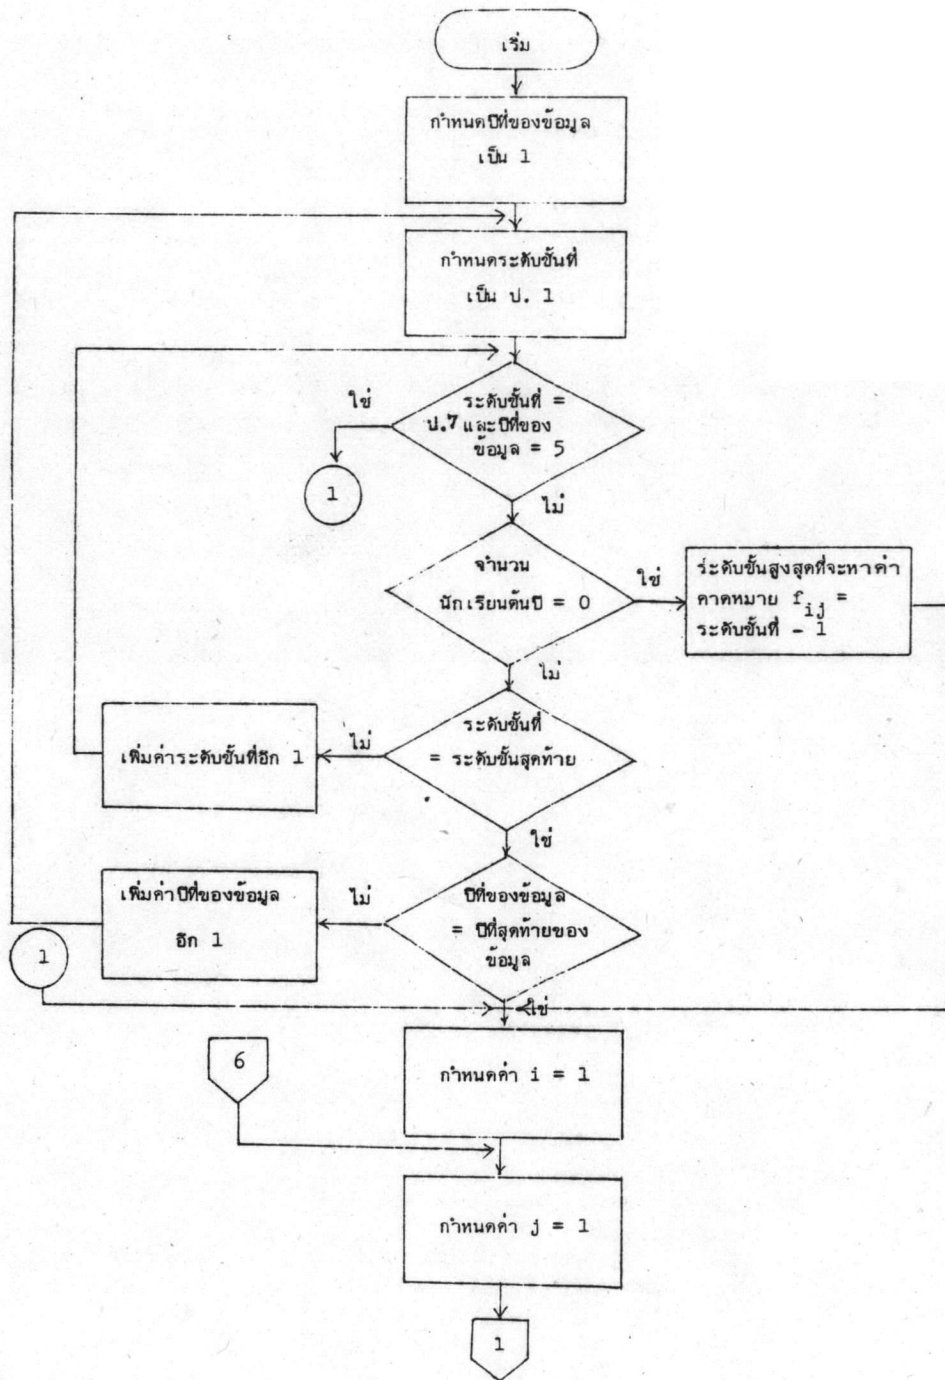 เริ่ม
กำหนดปีที่ของข้อมูล
เป็น 1
กำหนดระดับชั้นที่
เป็น ป. 1
ใช่
ระดับชั้นที่ =
ป.7 และปีที่ของ
ข้อมูล = 5
1
ไม่
จำนวน
นักเรียนต้นปี = 0
ใช่
ระดับชั้นสูงสุดที่จะหาค่า
คาดหมาย f_ij =
ระดับชั้นที่ - 1
ไม่
ระดับชั้นที่
= ระดับชั้นสุดท้าย
ไม่
เพิ่มค่าระดับชั้นที่อีก 1
ใช่
ปีที่ของข้อมูล
= ปีที่สุดท้ายของ
ข้อมูล
ไม่
เพิ่มค่าปีที่ของข้อมูล
อีก 1
1
ใช่
กำหนดค่า i = 1
6
กำหนดค่า j = 1
1